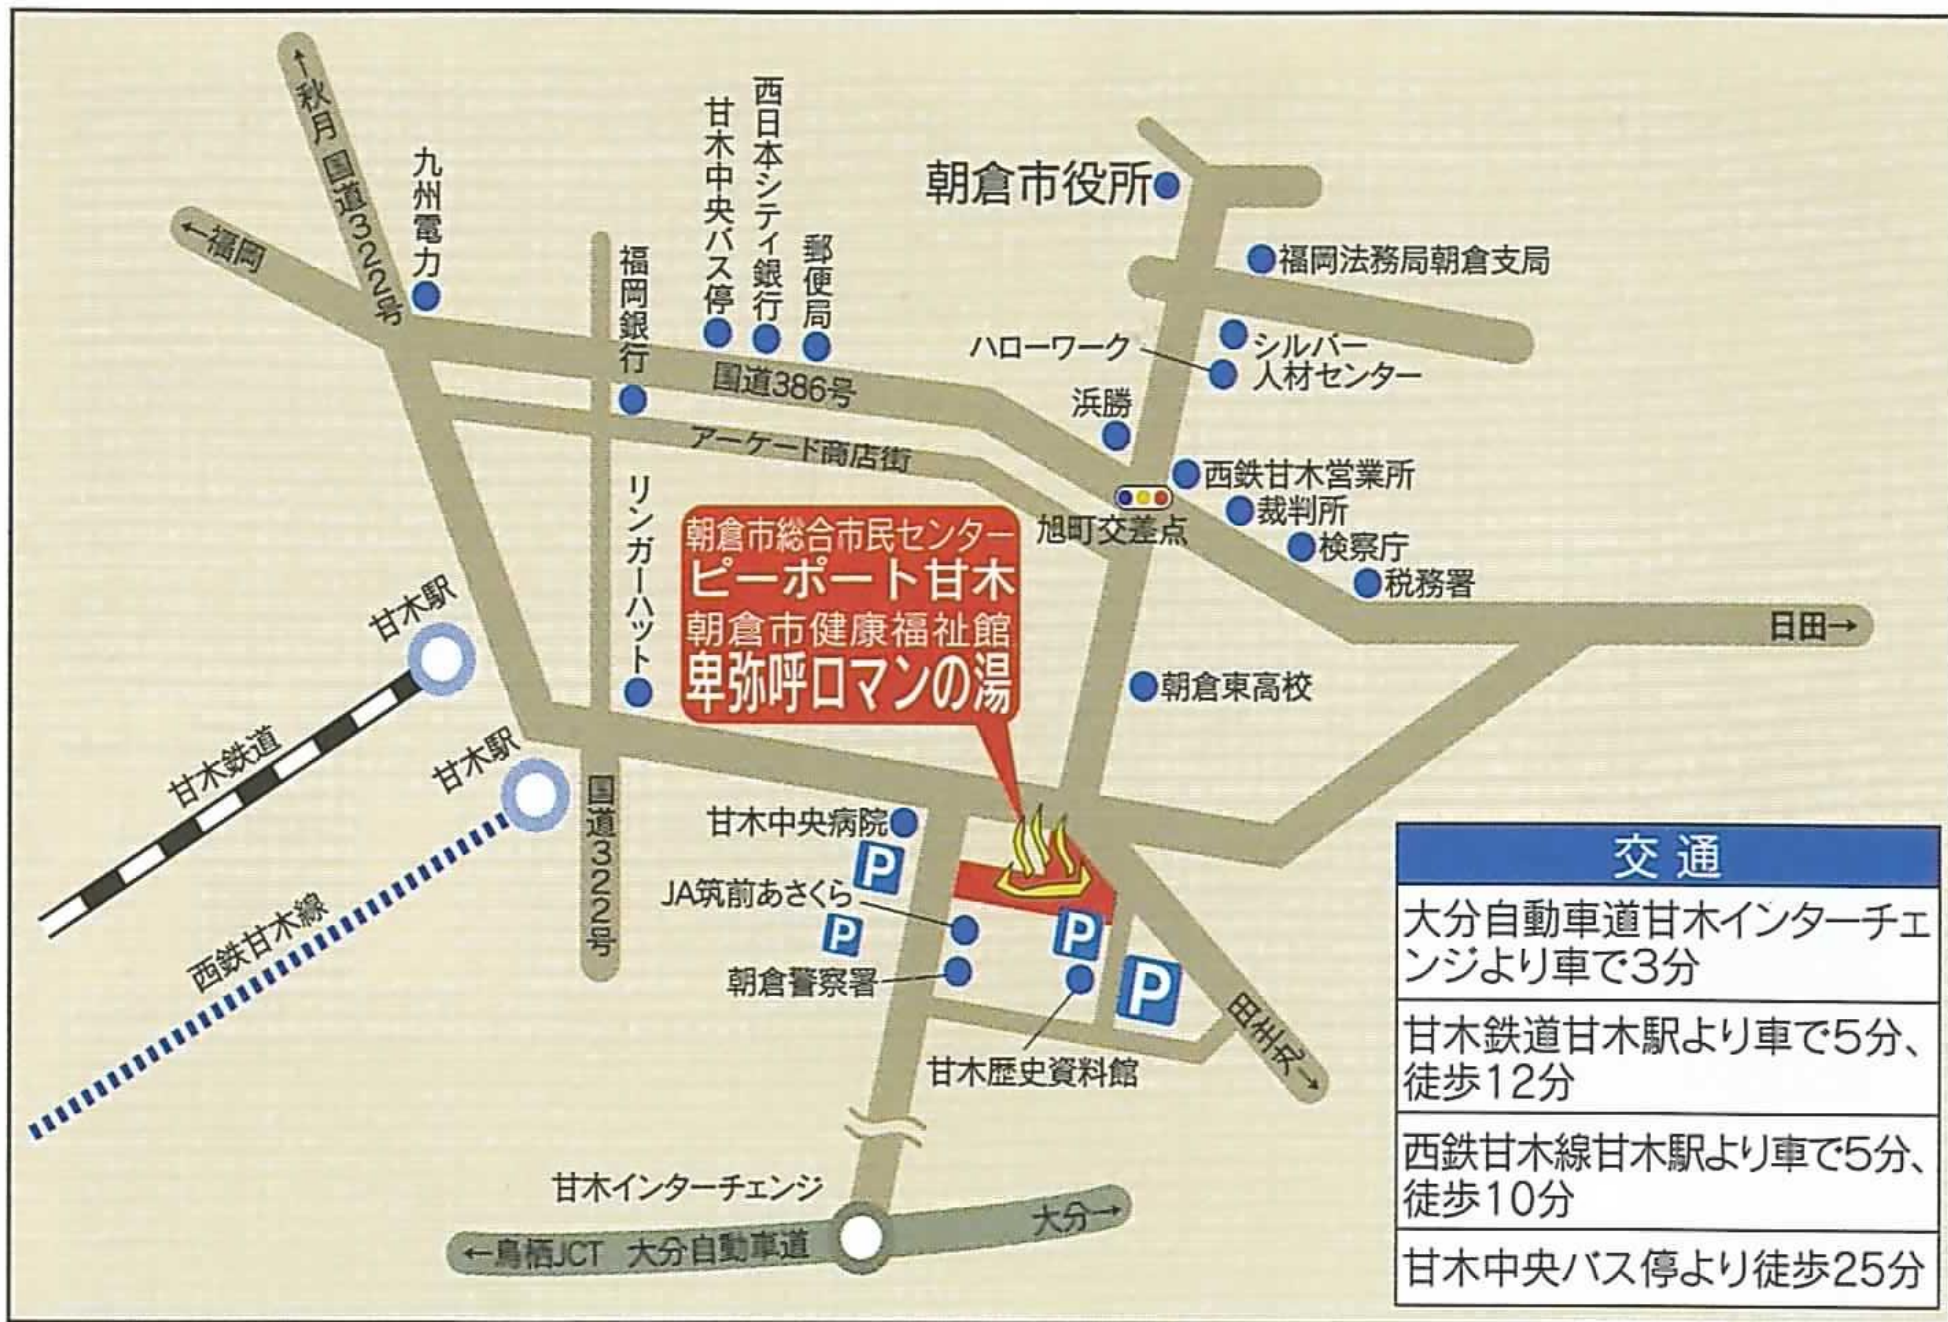 ←秋月 国道322号
←福岡
九州電力
福岡銀行
甘木中央バス停
西日本シティ銀行
郵便局
国道386号
アーケード商店街
リンガーハット
朝倉市役所
福岡法務局朝倉支局
ハローワーク
シルバー
人材センター
浜勝
西鉄甘木営業所
裁判所
検察庁
税務署
旭町交差点
日田→
朝倉市総合市民センター
ピーポート甘木
朝倉市健康福祉館
卑弥呼ロマンの湯
朝倉東高校
甘木駅
甘木鉄道
甘木駅
西鉄甘木線
国道322号
甘木中央病院
P
JA筑前あさくら
P
朝倉警察署
P
P
甘木歴史資料館
田主丸→
甘木インターチェンジ
←鳥栖JCT 大分自動車道
大分→
交通
大分自動車道甘木インターチェ
ンジより車で3分
甘木鉄道甘木駅より車で5分、
徒歩12分
西鉄甘木線甘木駅より車で5分、
徒歩10分
甘木中央バス停より徒歩25分